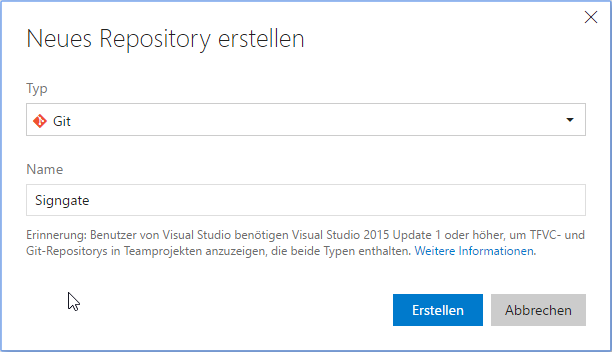 Neues Repository erstellen
Typ
Git
Name
Signgate
Erinnerung: Benutzer von Visual Studio benötigen Visual Studio 2015 Update 1 oder höher, um TFVC- und
Git-Repositorys in Teamprojekten anzuzeigen, die beide Typen enthalten. Weitere Informationen.
Erstellen Abbrechen